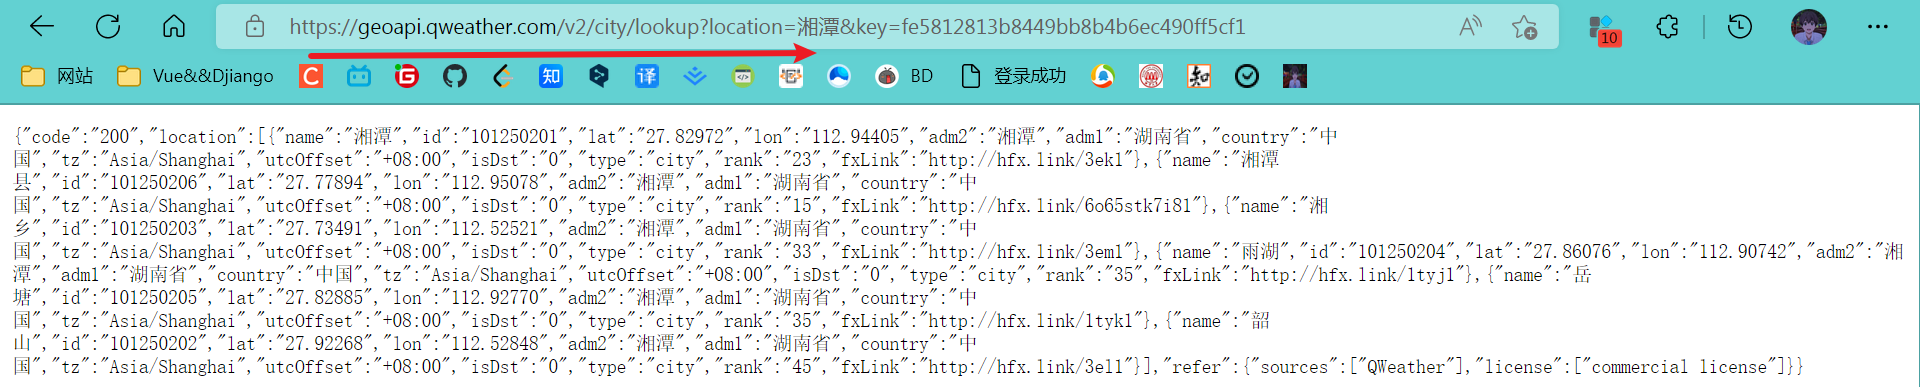 https://geoapi.qweather.com/v2/city/lookup?location=湘潭&key=fe5812813b8449bb8b4b6ec490ff5cf1
10
网站 Vue&&Djiango BD 登录成功
{"code":"200","location":[{"name":"湘潭","id":"101250201","lat":"27.82972","lon":"112.94405","adm2":"湘潭","adm1":"湖南省","country":"中
国","tz":"Asia/Shanghai","utcOffset":"+08:00","isDst":"0","type":"city","rank":"23","fxLink":"http://hfx.link/3ek1"},{"name":"湘潭
县","id":"101250206","lat":"27.77894","lon":"112.95078","adm2":"湘潭","adm1":"湖南省","country":"中
国","tz":"Asia/Shanghai","utcOffset":"+08:00","isDst":"0","type":"city","rank":"15","fxLink":"http://hfx.link/6o65stk7i81"},{"name":"湘
乡","id":"101250203","lat":"27.73491","lon":"112.52521","adm2":"湘潭","adm1":"湖南省","country":"中
国","tz":"Asia/Shanghai","utcOffset":"+08:00","isDst":"0","type":"city","rank":"33","fxLink":"http://hfx.link/3em1"},{"name":"雨湖","id":"101250204","lat":"27.86076","lon":"112.90742","adm2":"湘
潭","adm1":"湖南省","country":"中国","tz":"Asia/Shanghai","utcOffset":"+08:00","isDst":"0","type":"city","rank":"35","fxLink":"http://hfx.link/1tyj1"},{"name":"岳
塘","id":"101250205","lat":"27.82885","lon":"112.92770","adm2":"湘潭","adm1":"湖南省","country":"中
国","tz":"Asia/Shanghai","utcOffset":"+08:00","isDst":"0","type":"city","rank":"35","fxLink":"http://hfx.link/1tyk1"},{"name":"韶
山","id":"101250202","lat":"27.92268","lon":"112.52848","adm2":"湘潭","adm1":"湖南省","country":"中
国","tz":"Asia/Shanghai","utcOffset":"+08:00","isDst":"0","type":"city","rank":"45","fxLink":"http://hfx.link/3el1"}],"refer":{"sources":["QWeather"],"license":["commercial license"]}}